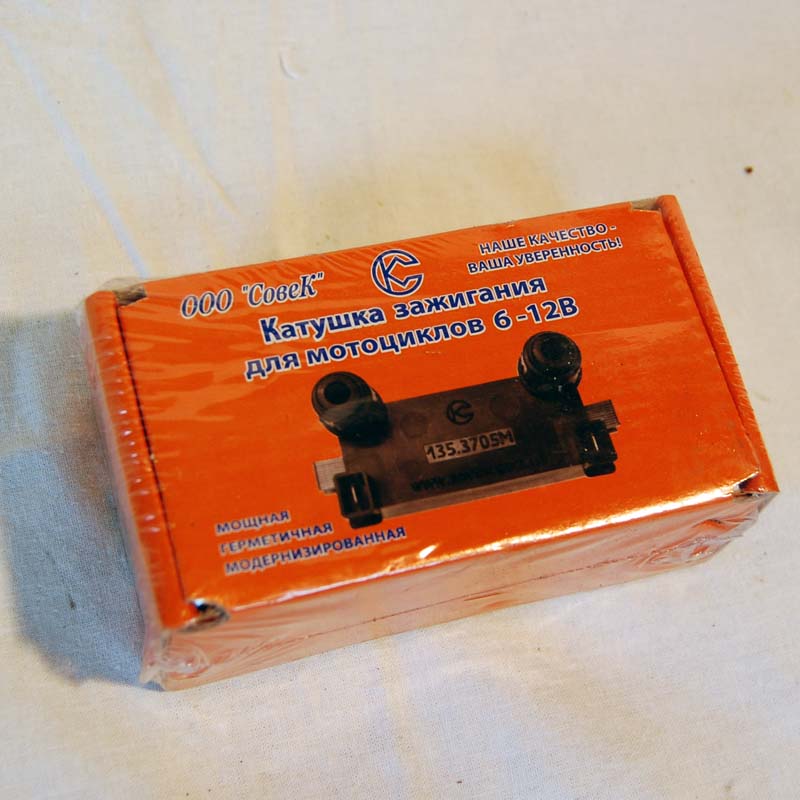 ООО "СовеК"
НАШЕ КАЧЕСТВО -
ВАША УВЕРЕННОСТЬ!
Катушка зажигания
для мотоциклов 6-12В
135.3705М
МОЩНАЯ
ГЕРМЕТИЧНАЯ
МОДЕРНИЗИРОВАННАЯ